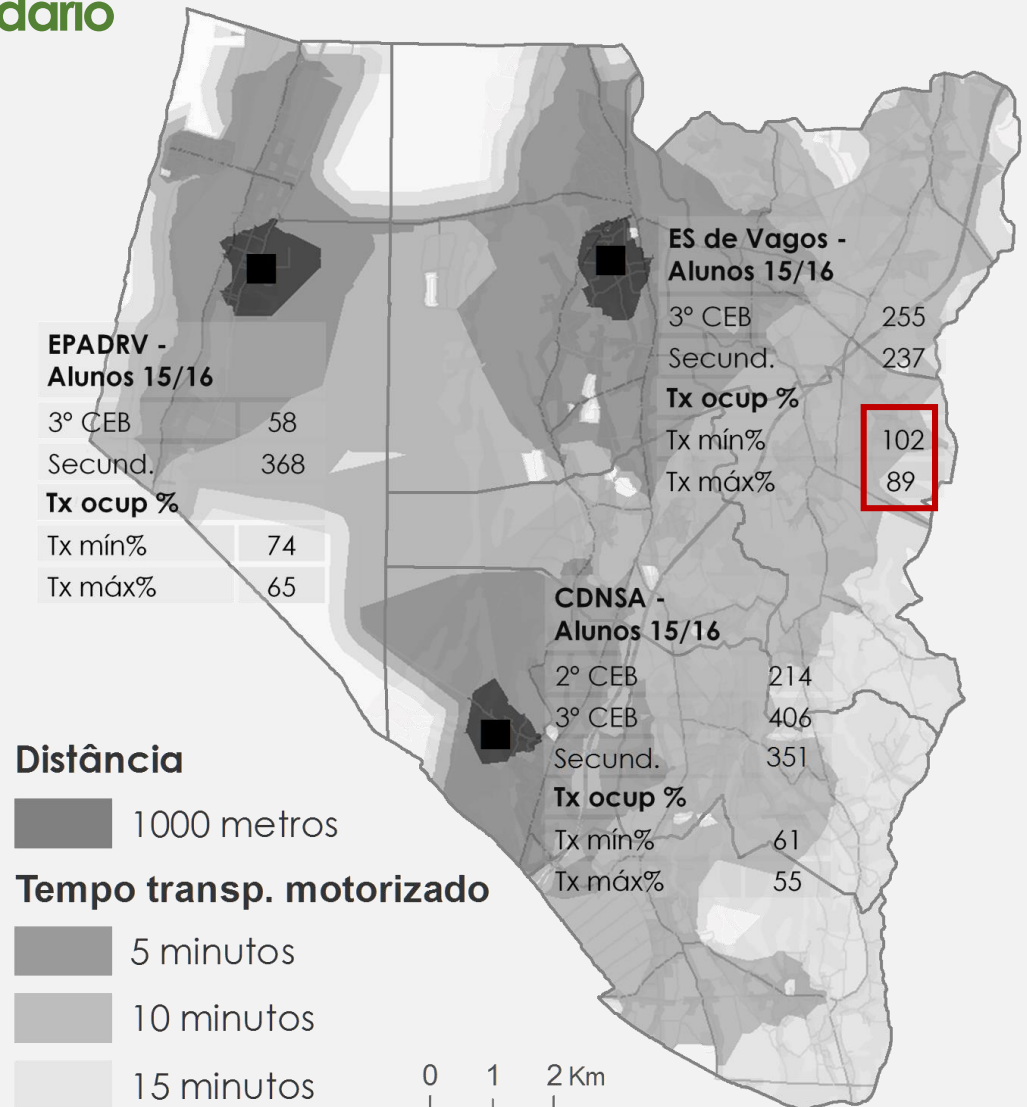 dário
ES de Vagos -
Alunos 15/16
3º CEB 255
Secund. 237
Tx ocup %
Tx mín% 102
Tx máx% 89
EPADRV -
Alunos 15/16
3º CEB 58
Secund. 368
Tx ocup %
Tx mín% 74
Tx máx% 65
CDNSA -
Alunos 15/16
2º CEB 214
3º CEB 406
Secund. 351
Tx ocup %
Tx mín% 61
Tx máx% 55
Distância
1000 metros
Tempo transp. motorizado
5 minutos
10 minutos
15 minutos
0 1 2 Km